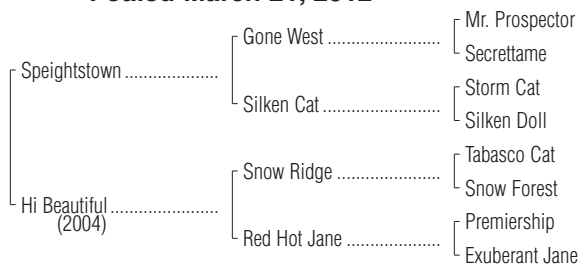 Foaled March 21, 2012
Mr. Prospector
Gone West ........................
Secrettame
Speightstown ....................
Storm Cat
Silken Cat .........................
Silken Doll
Tabasco Cat
Snow Ridge ......................
Snow Forest
Hi Beautiful .......................
(2004)
Premiership
Red Hot Jane ....................
Exuberant Jane